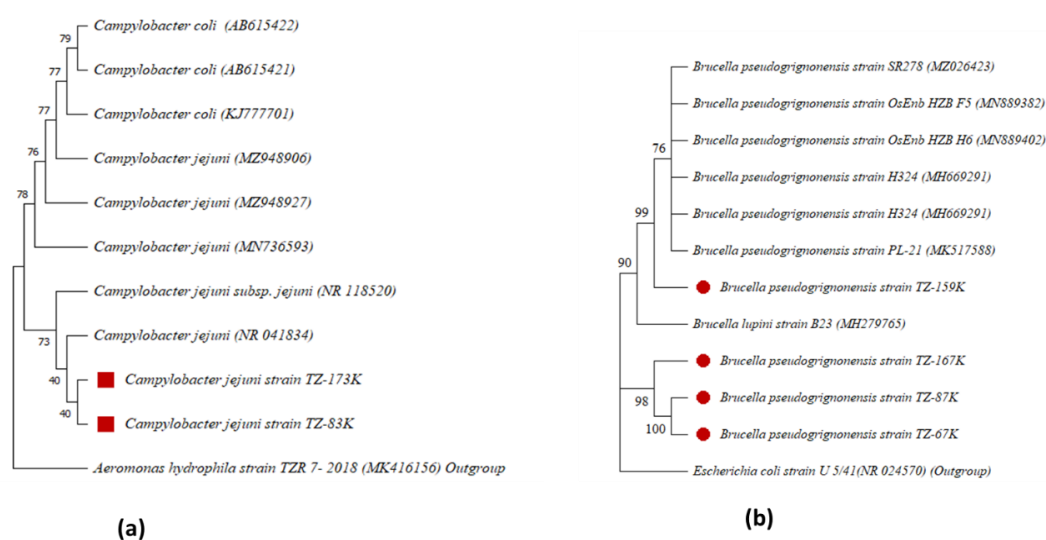 Campylobacter coli (AB615422)
79
Campylobacter coli (AB615421)
77
Campylobacter coli (KJ777701)
77
Campylobacter jejuni (MZ948906)
76
Campylobacter jejuni (MZ948927)
78
Campylobacter jejuni (MN736593)
Campylobacter jejuni subsp. jejuni (NR 118520)
Campylobacter jejuni (NR 041834)
73
Campylobacter jejuni strain TZ-173K
40
Campylobacter jejuni strain TZ-83K
40
Aeromonas hydrophila strain TZR 7- 2018 (MK416156) Outgroup
(a)
Brucella pseudogrignonensis strain SR278 (MZ026423)
Brucella pseudogrignonensis strain OsEnb HZB F5 (MN889382)
Brucella pseudogrignonensis strain OsEnb HZB H6 (MN889402)
76
Brucella pseudogrignonensis strain H324 (MH669291)
Brucella pseudogrignonensis strain H324 (MH669291)
99
Brucella pseudogrignonensis strain PL-21 (MK517588)
90
Brucella pseudogrignonensis strain TZ-159K
Brucella lupini strain B23 (MH279765)
Brucella pseudogrignonensis strain TZ-167K
98
Brucella pseudogrignonensis strain TZ-87K
100
Brucella pseudogrignonensis strain TZ-67K
Escherichia coli strain U 5/41(NR 024570) (Outgroup)
(b)